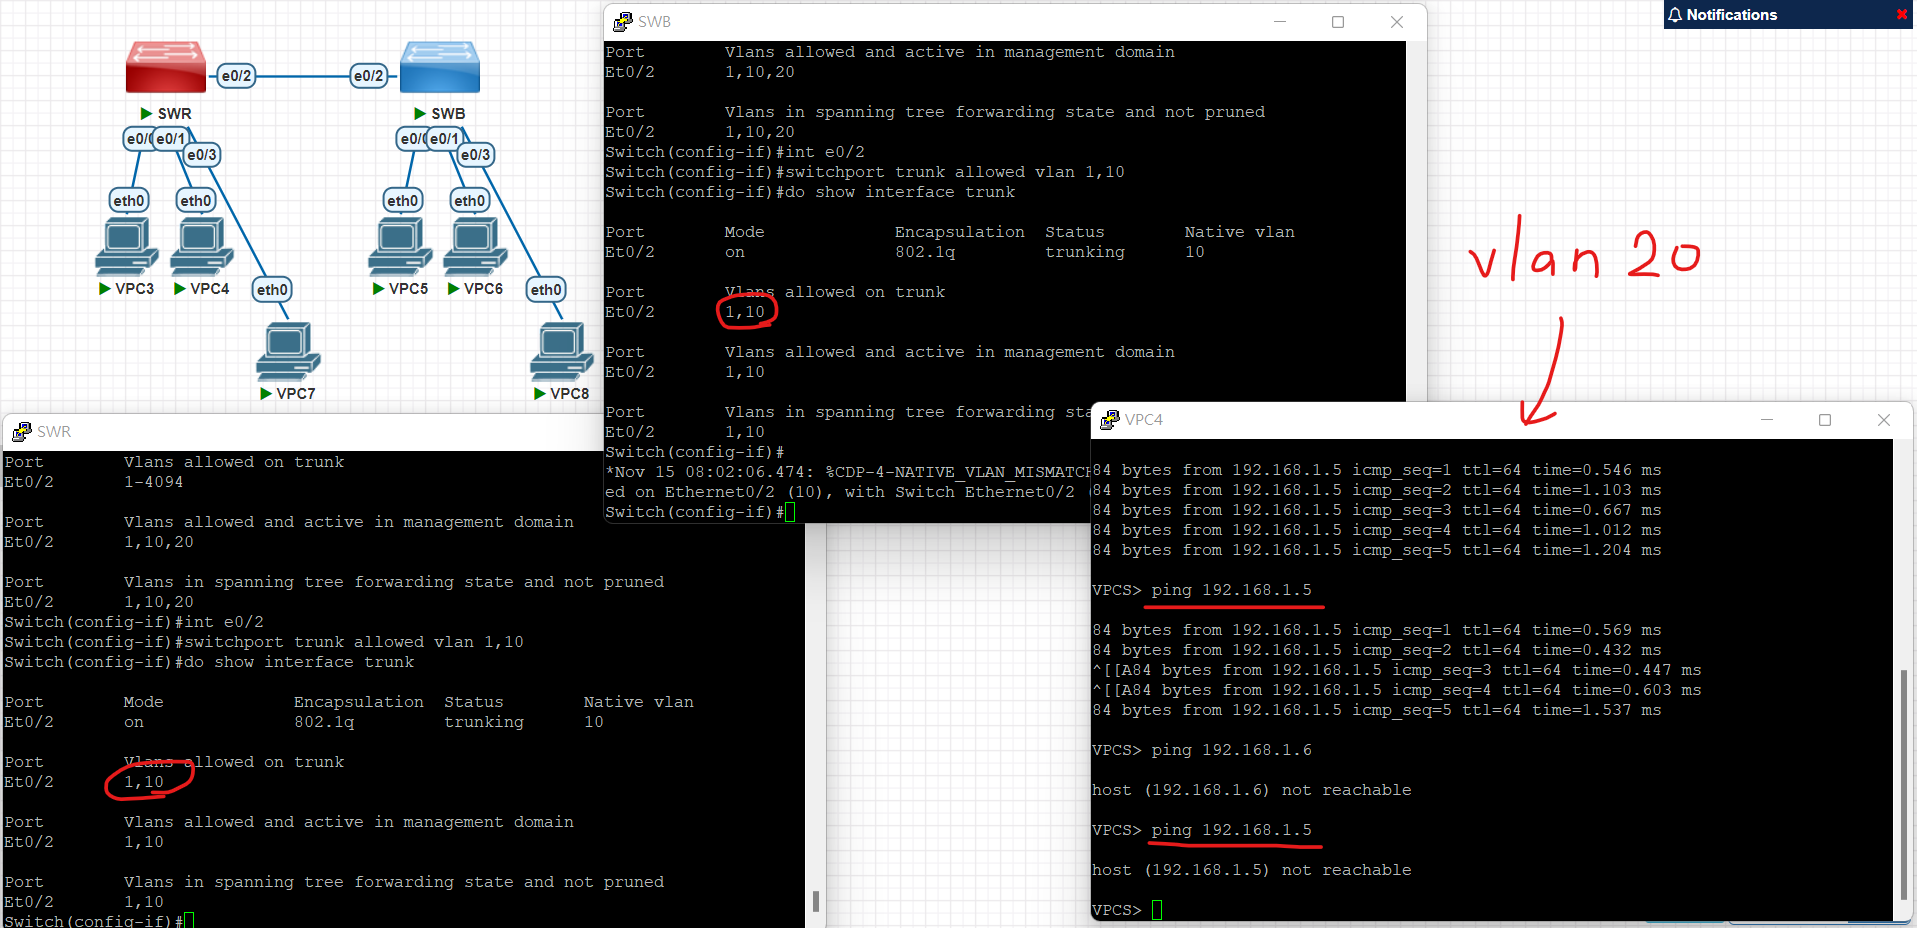 Notifications
e0/2
e0/2
SWR
SWB
e0/0
e0/1
e0/3
e0/0
e0/1
e0/3
eth0
eth0
eth0
eth0
VPC3
VPC4
eth0
VPC5
VPC6
eth0
VPC7
VPC8
SWB
Port Vlans allowed and active in management domain
Et0/2 1,10,20
Port Vlans in spanning tree forwarding state and not pruned
Et0/2 1,10,20
Switch(config-if)#int e0/2
Switch(config-if)#switchport trunk allowed vlan 1,10
Switch(config-if)#do show interface trunk
Port Mode Encapsulation Status Native vlan
Et0/2 on 802.1q trunking 10
Port Vlans allowed on trunk
Et0/2 1,10
Port Vlans allowed and active in management domain
Et0/2 1,10
Port Vlans in spanning tree forwarding sta
Et0/2 1,10
Switch(config-if)#
*Nov 15 08:02:06.474: %CDP-4-NATIVE_VLAN_MISMATCH
ed on Ethernet0/2 (10), with Switch Ethernet0/2 (
Switch(config-if)#
vlan 20
SWR
Port Vlans allowed on trunk
Et0/2 1-4094
Port Vlans allowed and active in management domain
Et0/2 1,10,20
Port Vlans in spanning tree forwarding state and not pruned
Et0/2 1,10,20
Switch(config-if)#int e0/2
Switch(config-if)#switchport trunk allowed vlan 1,10
Switch(config-if)#do show interface trunk
Port Mode Encapsulation Status Native vlan
Et0/2 on 802.1q trunking 10
Port Vlans allowed on trunk
Et0/2 1,10
Port Vlans allowed and active in management domain
Et0/2 1,10
Port Vlans in spanning tree forwarding state and not pruned
Et0/2 1,10
Switch(config-if)#
VPC4
84 bytes from 192.168.1.5 icmp_seq=1 ttl=64 time=0.546 ms
84 bytes from 192.168.1.5 icmp_seq=2 ttl=64 time=1.103 ms
84 bytes from 192.168.1.5 icmp_seq=3 ttl=64 time=0.667 ms
84 bytes from 192.168.1.5 icmp_seq=4 ttl=64 time=1.012 ms
84 bytes from 192.168.1.5 icmp_seq=5 ttl=64 time=1.204 ms
VPCS> ping 192.168.1.5
84 bytes from 192.168.1.5 icmp_seq=1 ttl=64 time=0.569 ms
84 bytes from 192.168.1.5 icmp_seq=2 ttl=64 time=0.432 ms
^[[A84 bytes from 192.168.1.5 icmp_seq=3 ttl=64 time=0.447 ms
^[[A84 bytes from 192.168.1.5 icmp_seq=4 ttl=64 time=0.603 ms
84 bytes from 192.168.1.5 icmp_seq=5 ttl=64 time=1.537 ms
VPCS> ping 192.168.1.6
host (192.168.1.6) not reachable
VPCS> ping 192.168.1.5
host (192.168.1.5) not reachable
VPCS>